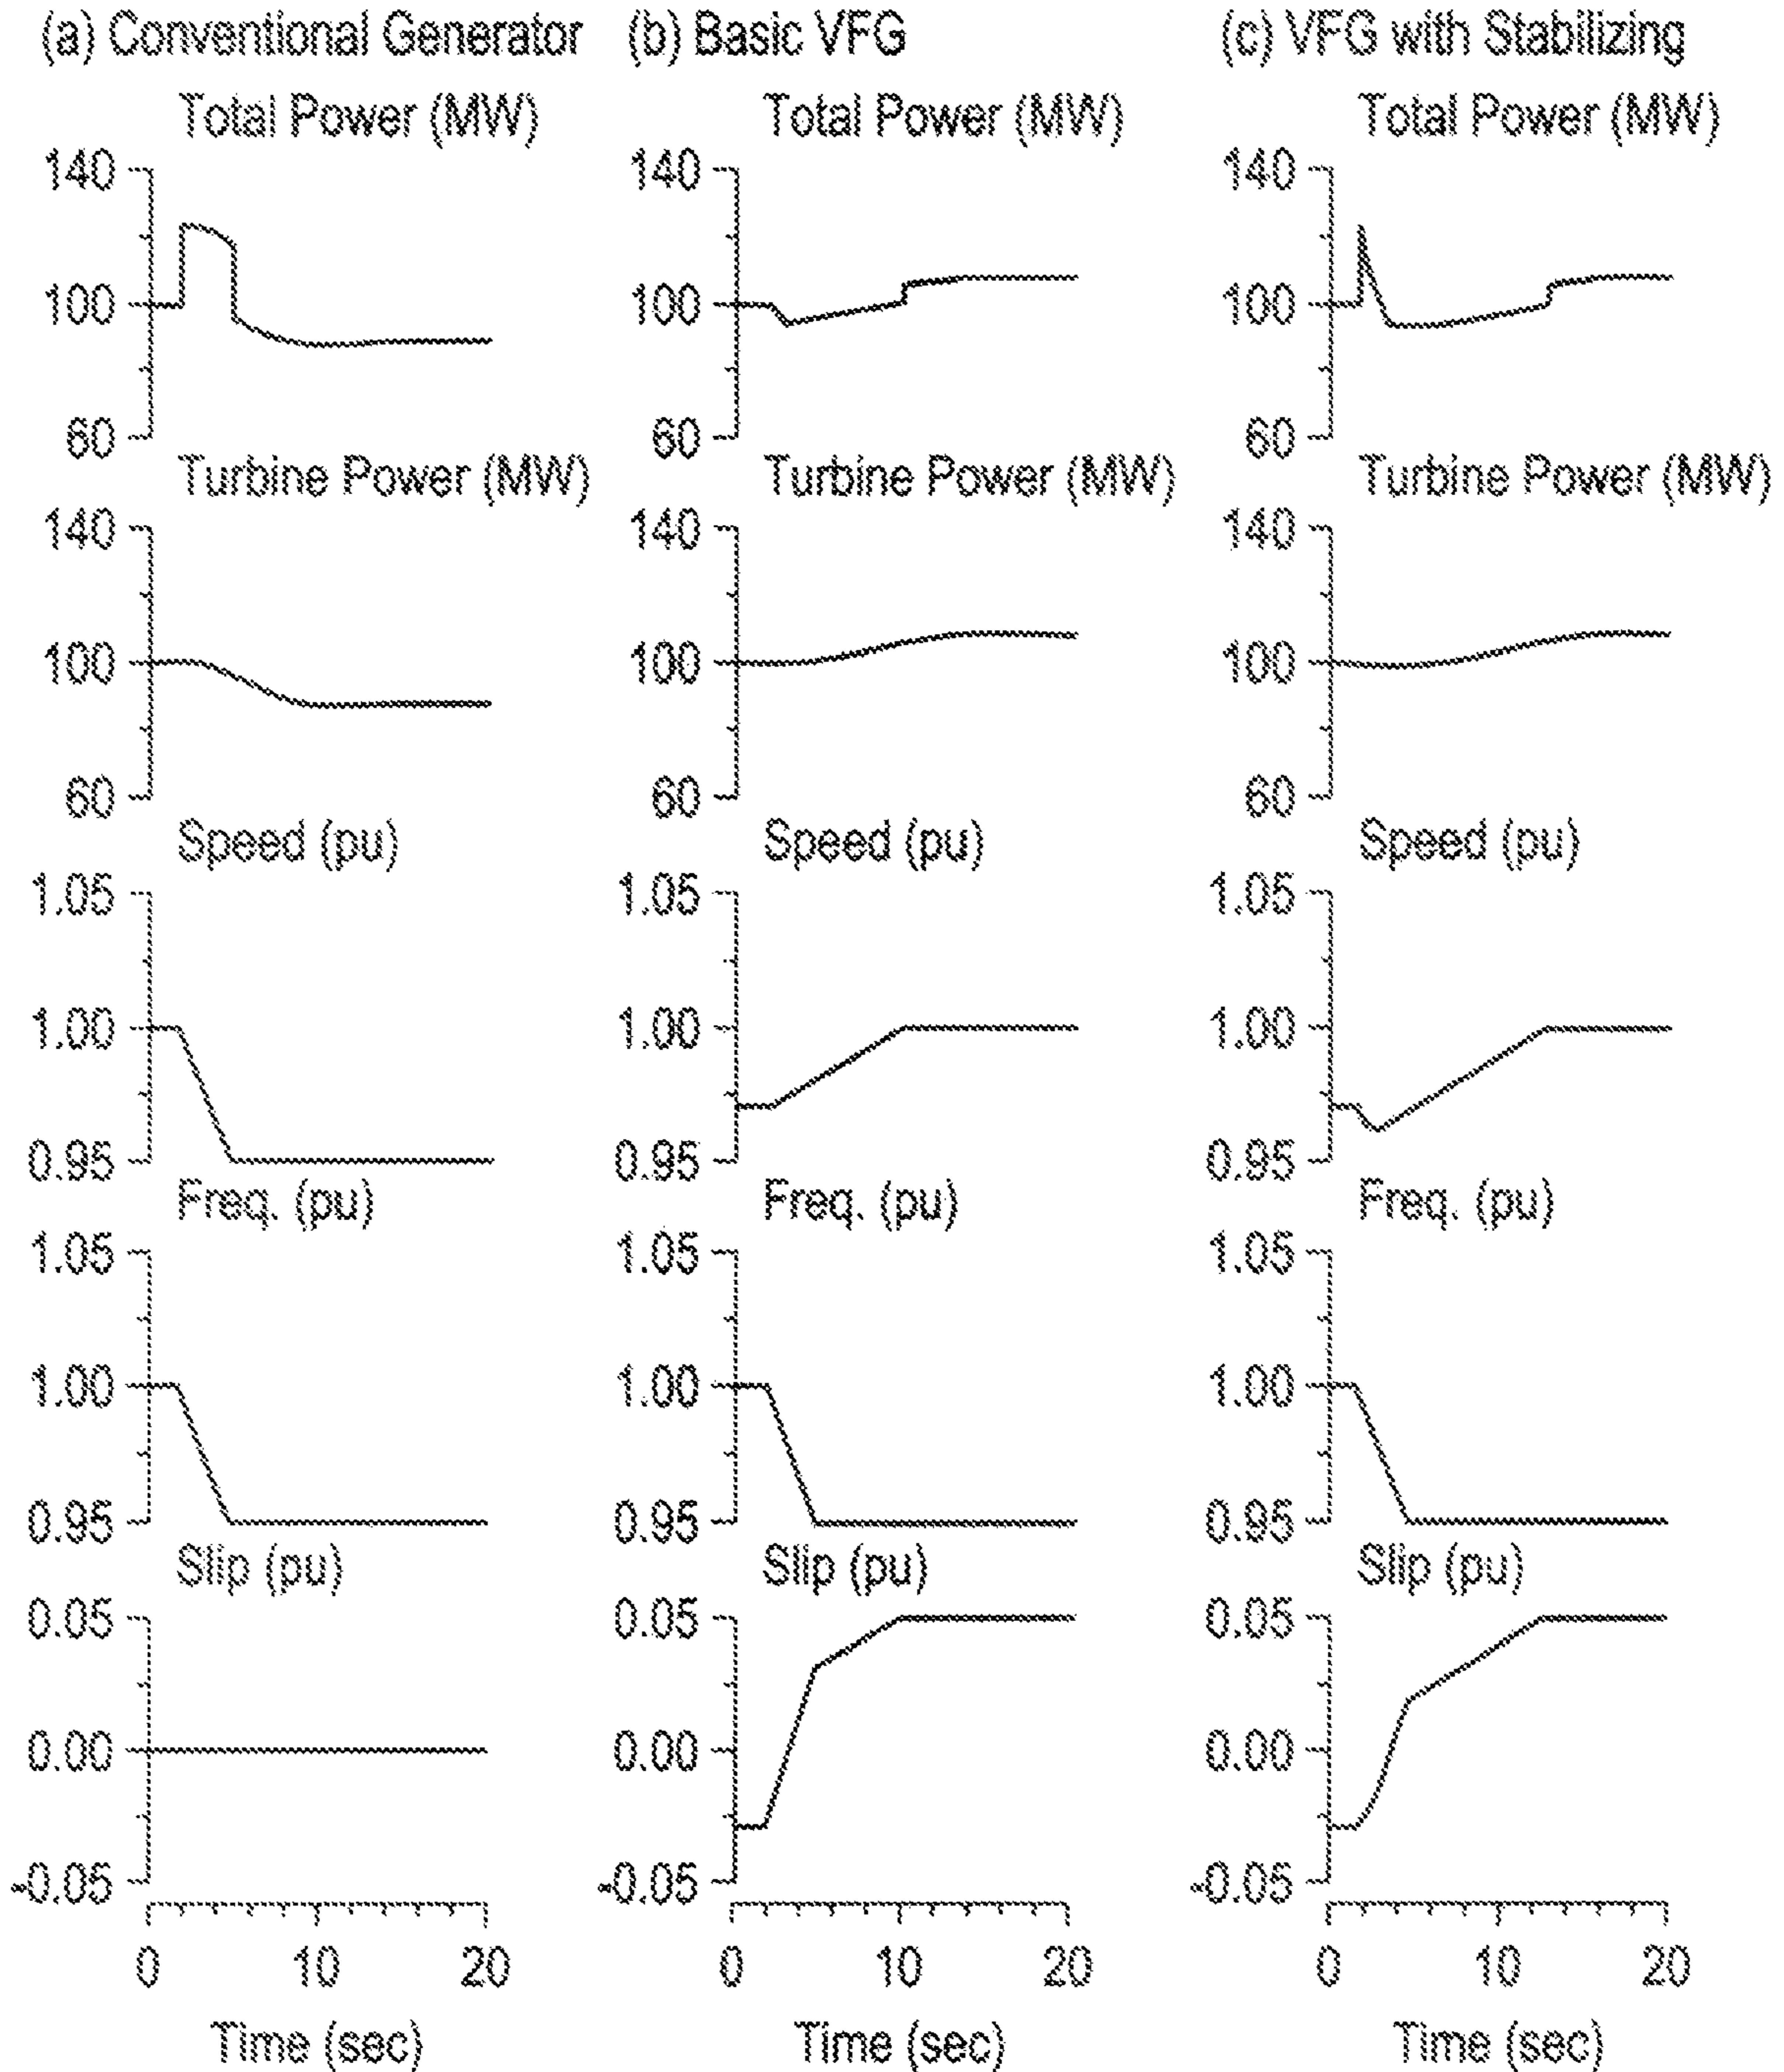 (a) Conventional Generator (b) Basic VFG (c) VFG with Stabilizing
Total Power (MW) Total Power (MW) Total Power (MW)
140 140 140
100 100 100
60 60 60
Turbine Power (MW) Turbine Power (MW) Turbine Power (MW)
140 140 140
100 100 100
60 60 60
Speed (pu) Speed (pu) Speed (pu)
1.05 1.05 1.05
1.00 1.00 1.00
0.95 0.95 0.95
Freq. (pu) Freq. (pu) Freq. (pu)
1.05 1.05 1.05
1.00 1.00 1.00
0.95 0.95 0.95
Slip (pu) Slip (pu) Slip (pu)
0.05 0.05 0.05
0.00 0.00 0.00
-0.05 -0.05 -0.05
0 10 20 0 10 20 0 10 20
Time (sec) Time (sec) Time (sec)